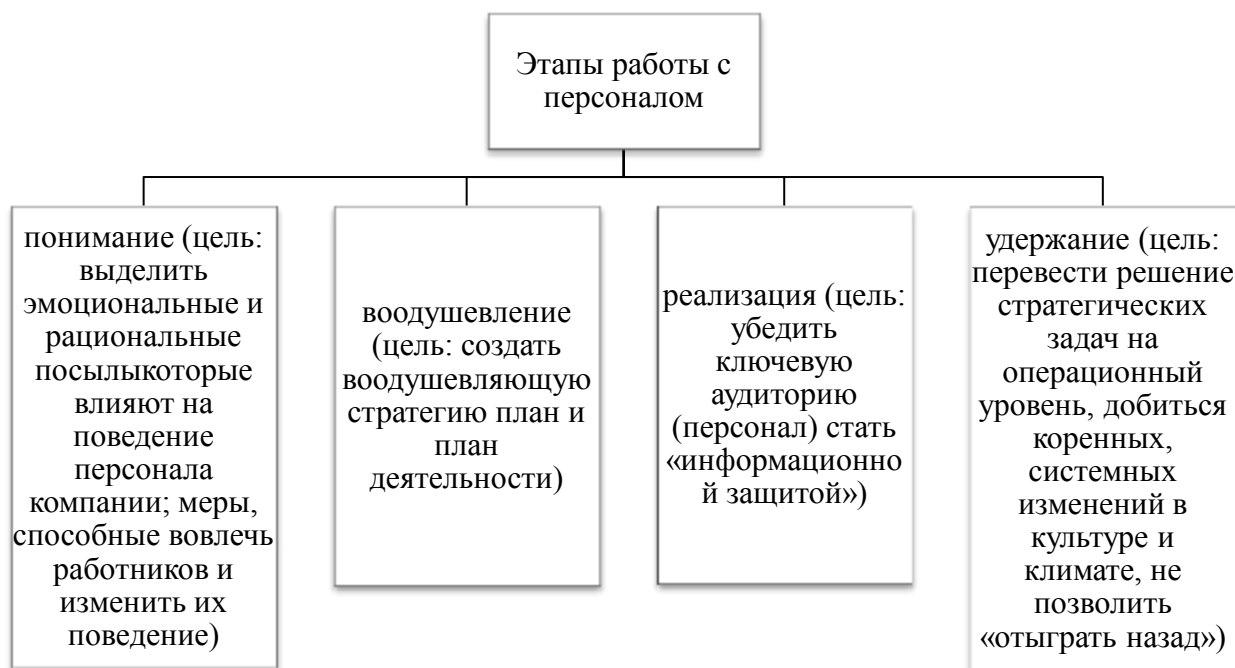 Этапы работы с
персоналом
понимание (цель:
выделить
эмоциональные и
рациональные
посылыкоторые
влияют на
поведение
персонала
компании; меры,
способные вовлечь
работников и
изменить их
поведение)
воодушевление
(цель: создать
воодушевляющую
стратегию план и
план
деятельности)
реализация (цель:
убедить
ключевую
аудиторию
(персонал) стать
«информационно
й защитой»)
удержание (цель:
перевести решение
стратегических
задач на
операционный
уровень, добиться
коренных,
системных
изменений в
культуре и
климате, не
позволить
«отыграть назад»)